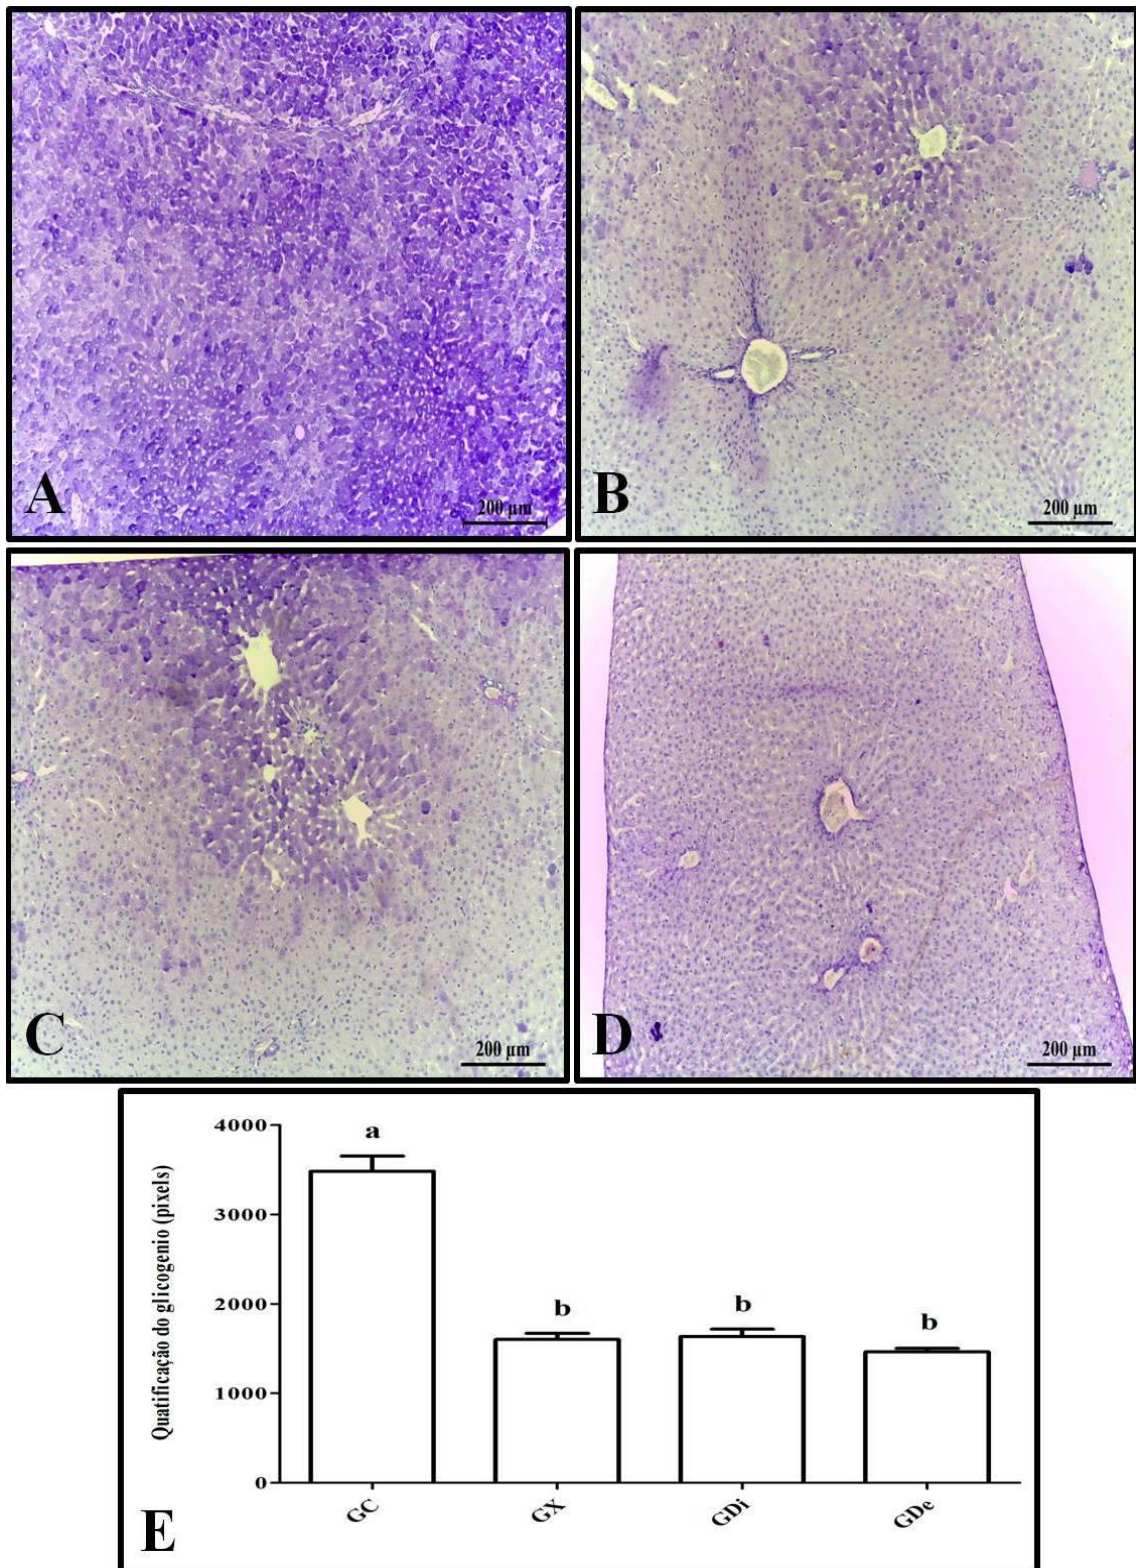 A
200 µm
B
200 µm
C
200 µm
D
200 µm
Quatificação do glicogenio (pixels)
4000
3000
2000
1000
0
a
b
b
b
GC
GX
GDi
GDe
E